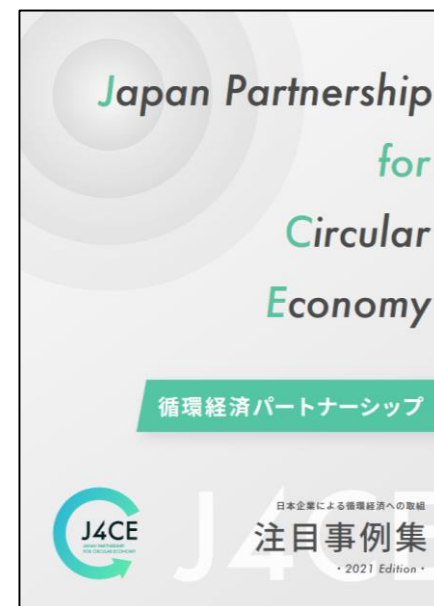 Japan Partnership
for
Circular
Economy
循環経済パートナーシップ
J4CE
日本企業による循環経済への取組
J4CE
JAPAN PARTNERSHIP
FOR CIRCULAR ECONOMY
注目事例集
・2021 Edition・